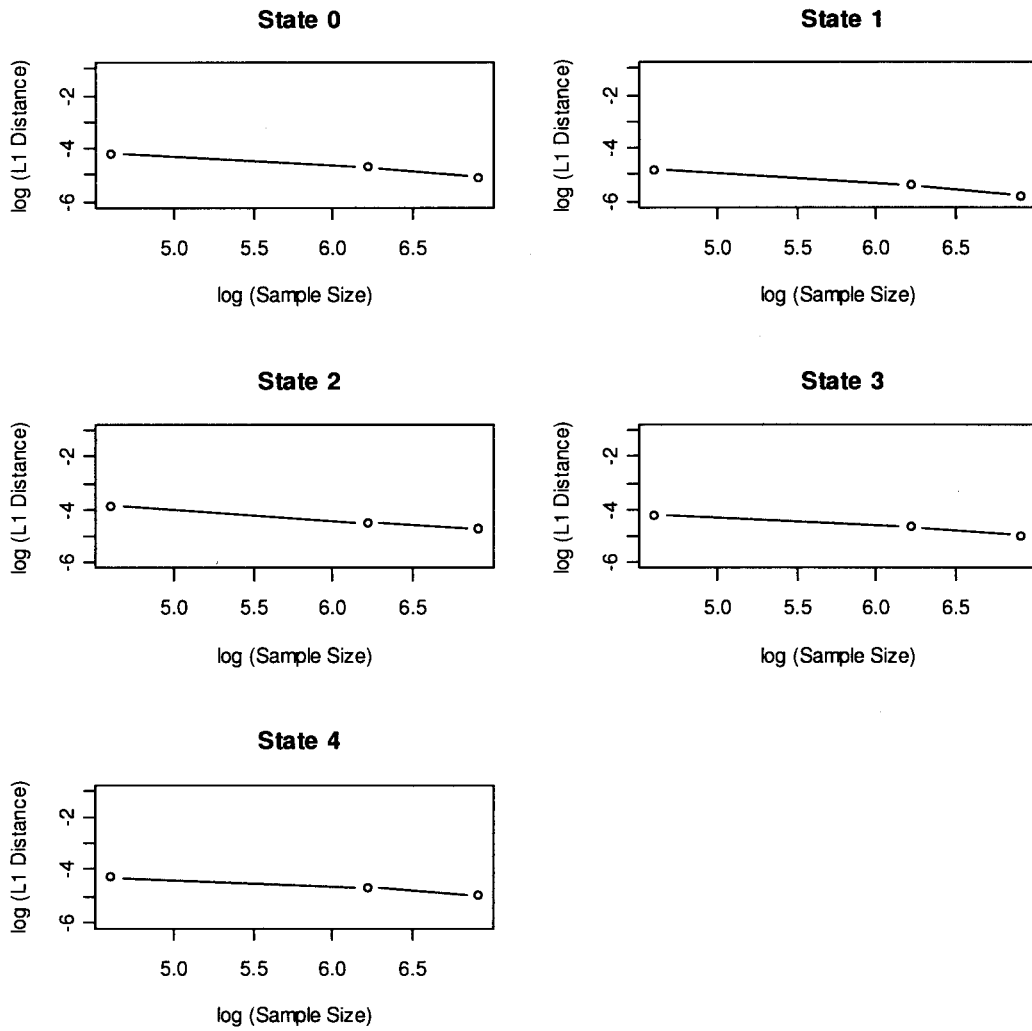 State 0
log (L1 Distance)
-2
-4
-6
5.0 5.5 6.0 6.5
log (Sample Size)
State 1
log (L1 Distance)
-2
-4
-6
5.0 5.5 6.0 6.5
log (Sample Size)
State 2
log (L1 Distance)
-2
-4
-6
5.0 5.5 6.0 6.5
log (Sample Size)
State 3
log (L1 Distance)
-2
-4
-6
5.0 5.5 6.0 6.5
log (Sample Size)
State 4
log (L1 Distance)
-2
-4
-6
5.0 5.5 6.0 6.5
log (Sample Size)